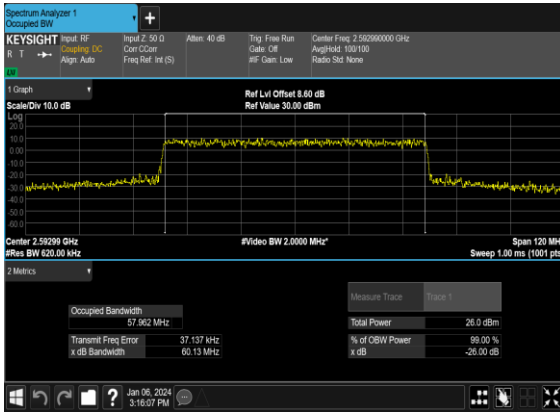 Spectrum Analyzer 1
Occupied BW
KEYSIGHT
R T
LW
Input: RF
Coupling: DC
Align: Auto
Input Z: 50 Ω
Corr CCorr
Freq Ref: Int (S)
Atten: 40 dB
Trig: Free Run
Gate: Off
#IF Gain: Low
Center Freq: 2.592990000 GHz
Avg|Hold: 100/100
Radio Std: None
1 Graph
Scale/Div 10.0 dB
Ref Lvl Offset 8.60 dB
Ref Value 30.00 dBm
Log
20.0
10.0
0.00
-10.0
-20.0
-30.0
-40.0
-50.0
-60.0
Center 2.59299 GHz
#Res BW 620.00 kHz
#Video BW 2.0000 MHz*
Span 120 MH
Sweep 1.00 ms (1001 pts
2 Metrics
Measure Trace Trace 1
Occupied Bandwidth
57.962 MHz
Total Power 26.0 dBm
Transmit Freq Error 37.137 kHz
% of OBW Power 99.00 %
x dB Bandwidth 60.13 MHz
x dB -26.00 dB
Jan 06, 2024
3:16:07 PM